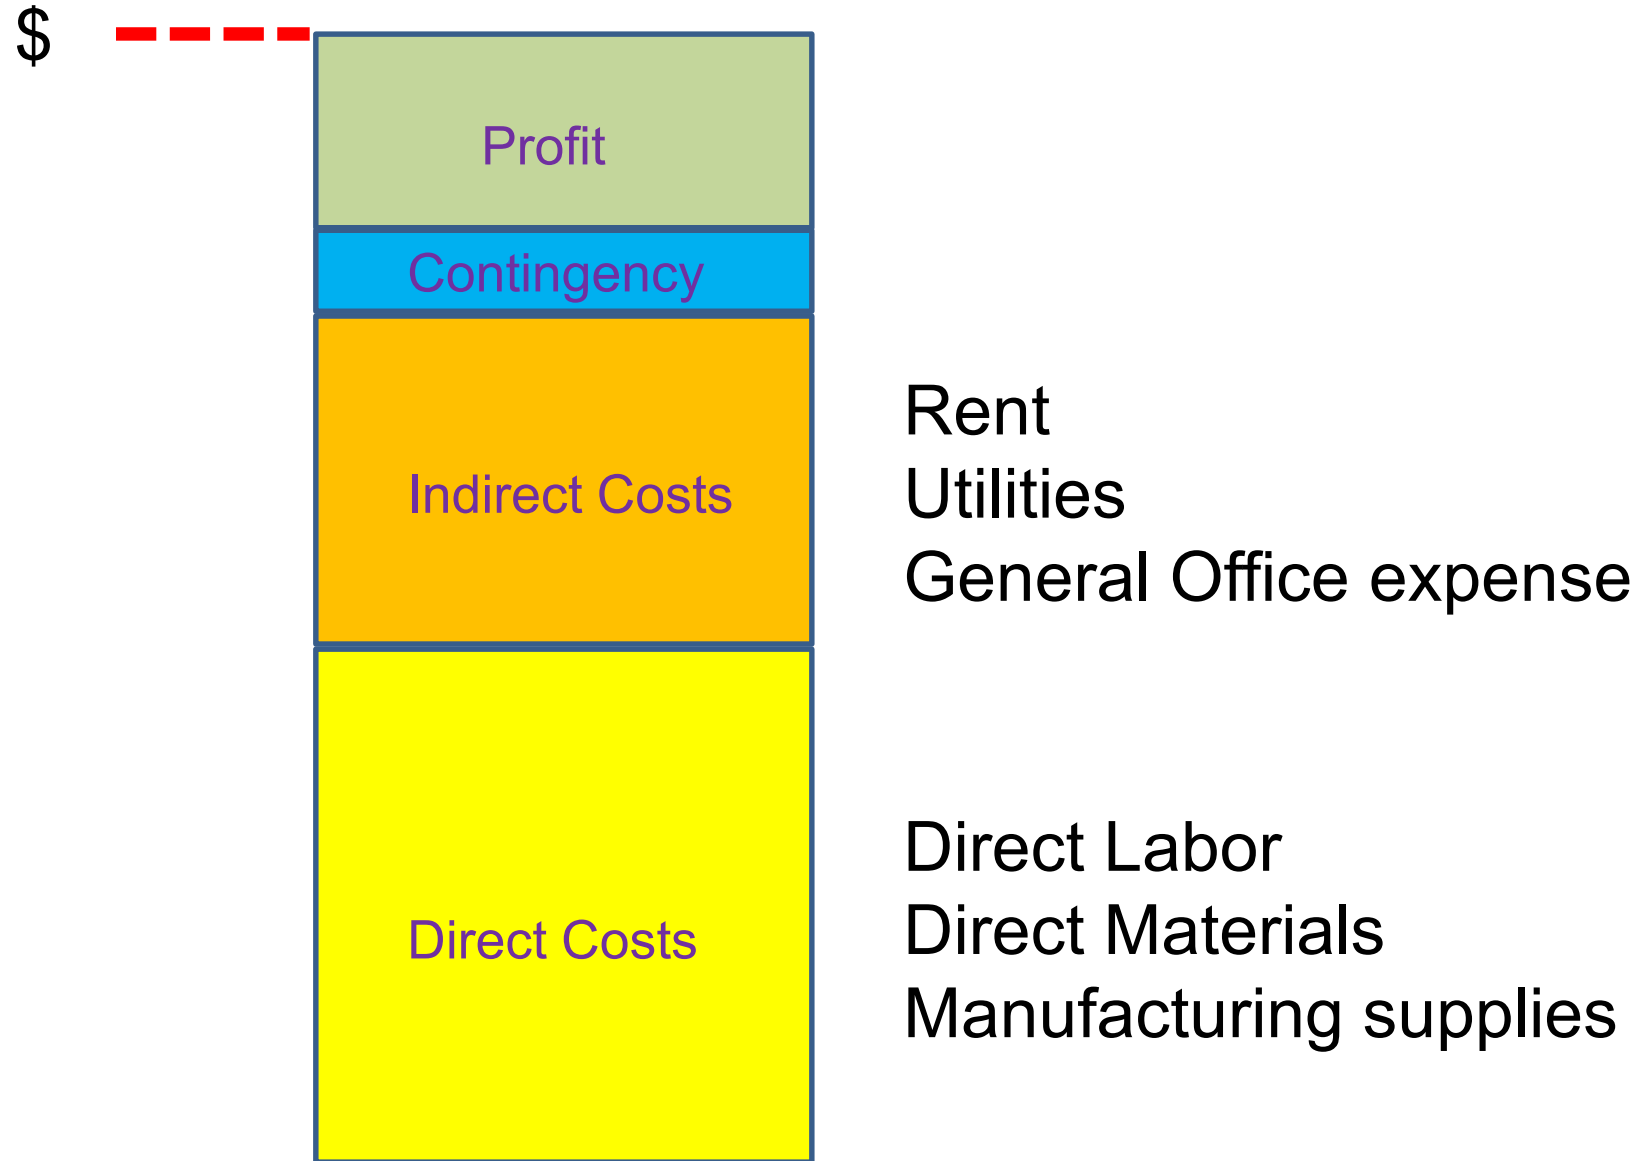 $
Profit
Contingency
Indirect Costs
Rent
Utilities
General Office expense
Direct Costs
Direct Labor
Direct Materials
Manufacturing supplies